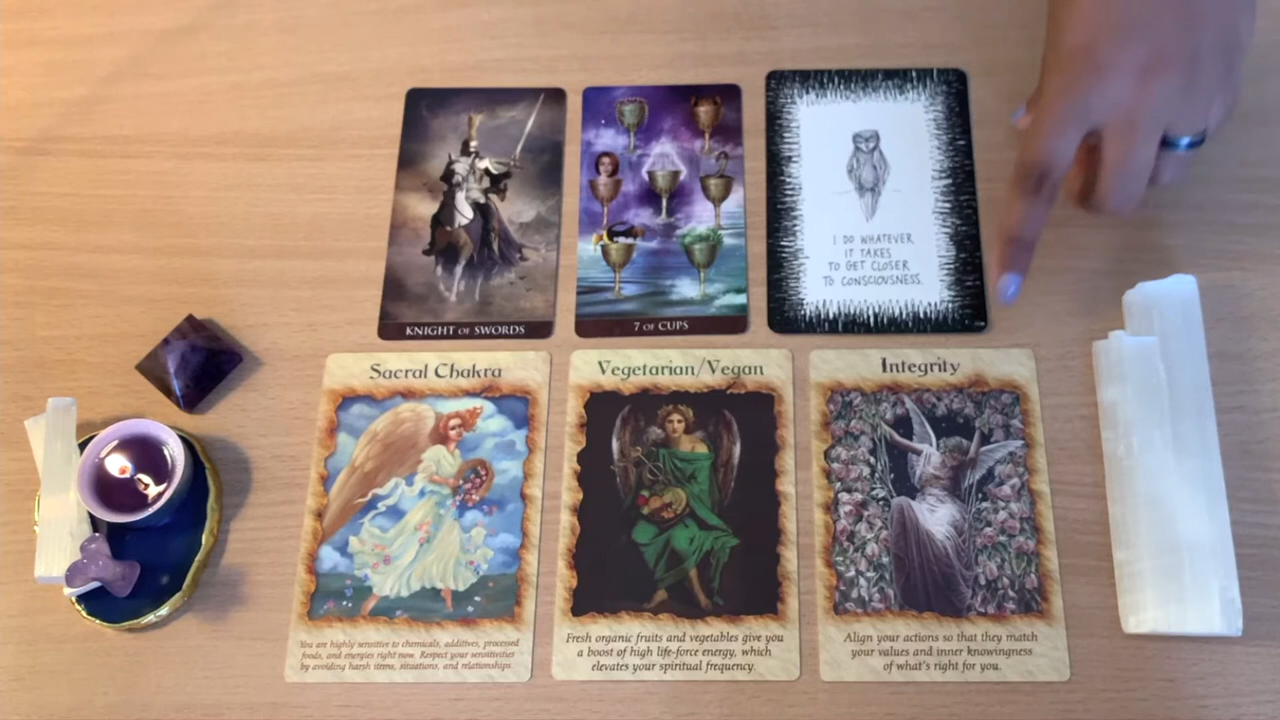 KNIGHT OF SWORDS
7 OF CUPS
I DO WHATEVER
IT TAKES
TO GET CLOSER
TO CONSCIOUSNESS.
Sacral Chakra
You are highly sensitive to chemicals, additives, processed
foods, and energies right now. Respect your sensitivities
by avoiding harsh items, situations, and relationships.
Vegetarian/Vegan
Fresh organic fruits and vegetables give you
a boost of high life-force energy, which
elevates your spiritual frequency.
Integrity
Align your actions so that they match
your values and inner knowingness
of what's right for you.